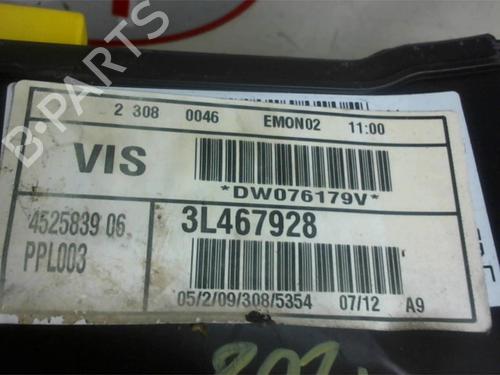 2 308 0046 EMON02 11:00
VIS
*DW076179V*
4525839 06
3L467928
PPL003
05/2/09/308/5354 07/12 A9
B-PARTS